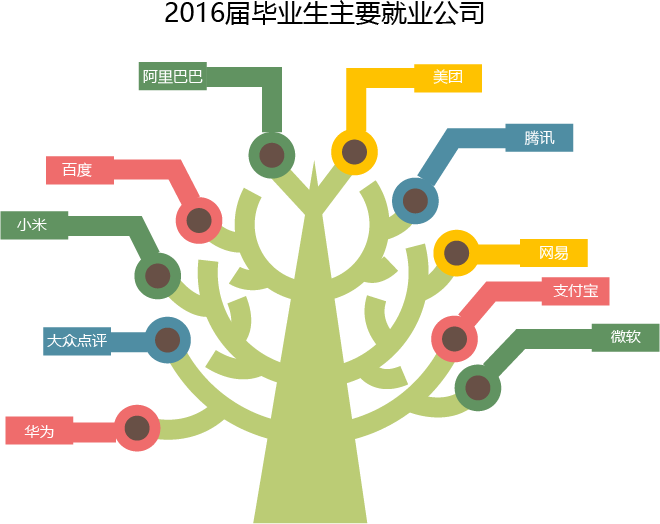 2016届毕业生主要就业公司
阿里巴巴
美团
腾讯
百度
小米
网易
支付宝
大众点评
微软
华为